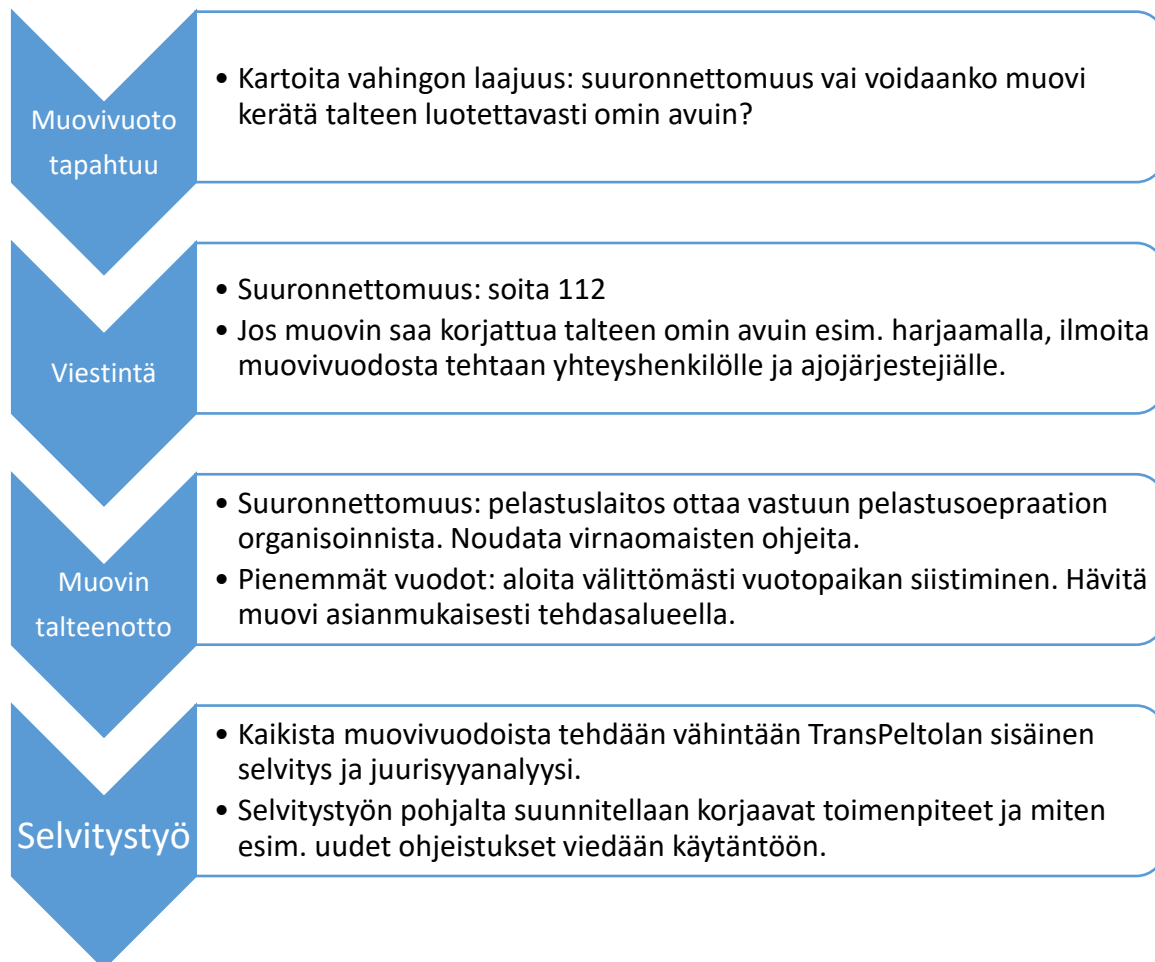 Muovivuoto
tapahtuu
• Kartoita vahingon laajuus: suuronnettomuus vai voidaanko muovi
kerätä talteen luotettavasti omin avuin?
Viestintä
• Suuronnettomuus: soita 112
• Jos muovin saa korjattua talteen omin avuin esim. harjaamalla, ilmoita
muovivuodosta tehtaan yhteyshenkilölle ja ajojärjestejiälle.
Muovin
talteenotto
• Suuronnettomuus: pelastuslaitos ottaa vastuun pelastusoepraation
organisoinnista. Noudata virnaomaisten ohjeita.
• Pienemmät vuodot: aloita välittömästi vuotopaikan siistiminen. Hävitä
muovi asianmukaisesti tehdasalueella.
Selvitystyö
• Kaikista muovivuodoista tehdään vähintään TransPeltolan sisäinen
selvitys ja juurisyyanalyysi.
• Selvitystyön pohjalta suunnitellaan korjaavat toimenpiteet ja miten
esim. uudet ohjeistukset viedään käytäntöön.